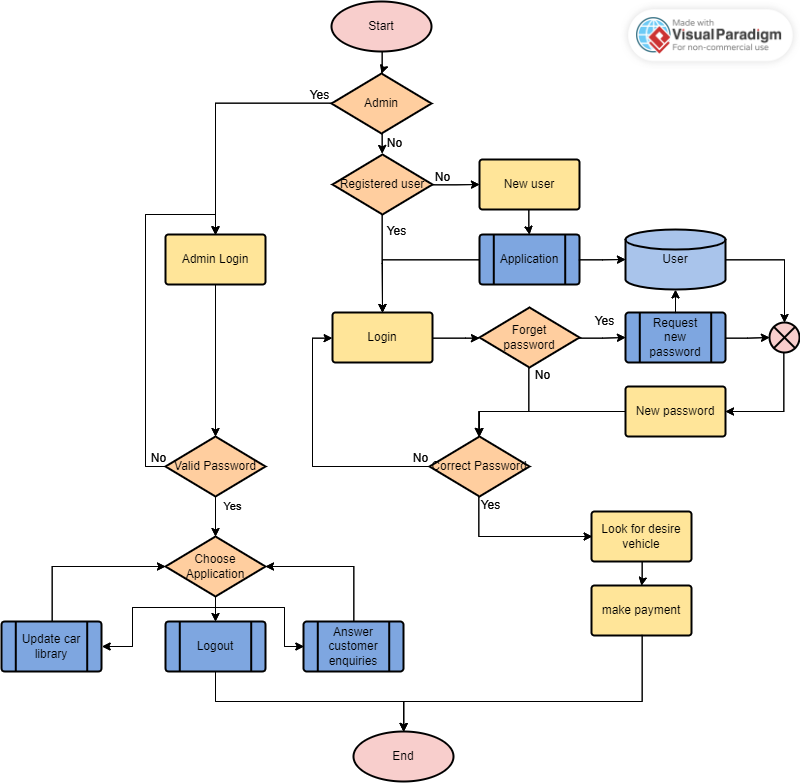 Start
Made with
VisualParadigm
For non-commercial use
Yes
Admin
No
Registered user
No
New user
Yes
Admin Login
Application
User
Login
Forget
password
Yes
Request
new
password
No
New password
No
Valid Password
No
Correct Password
Yes
Yes
Look for desire
vehicle
Choose
Application
make payment
Update car
library
Logout
Answer
customer
enquiries
End